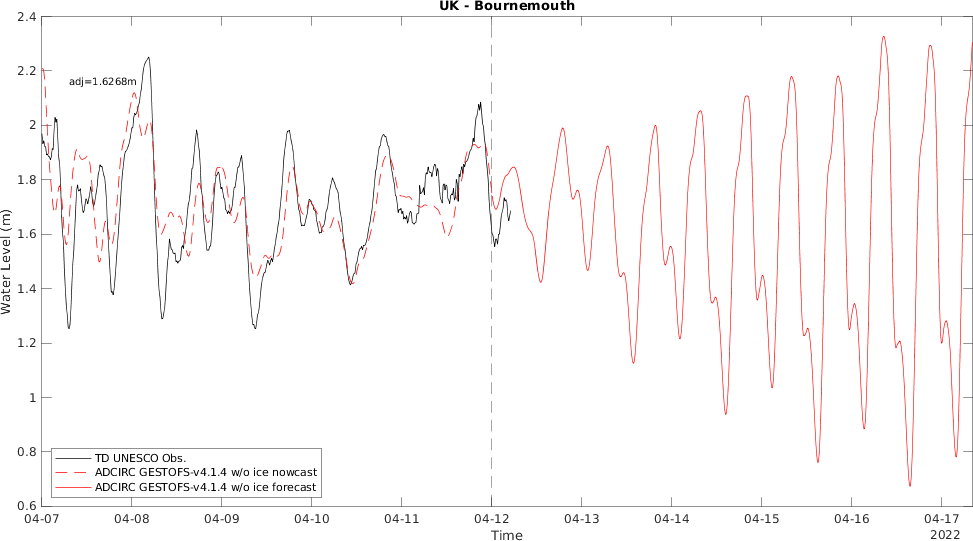 UK - Bournemouth
2.4
2.2
adj=1.6268m
2
1.8
1.6
1.4
1.2
1
0.8
0.6
Water Level (m)
TD UNESCO Obs.
ADCIRC GESTOFS-v4.1.4 w/o ice nowcast
ADCIRC GESTOFS-v4.1.4 w/o ice forecast
04-07 04-08 04-09 04-10 04-11 04-12 04-13 04-14 04-15 04-16 04-17
Time
2022